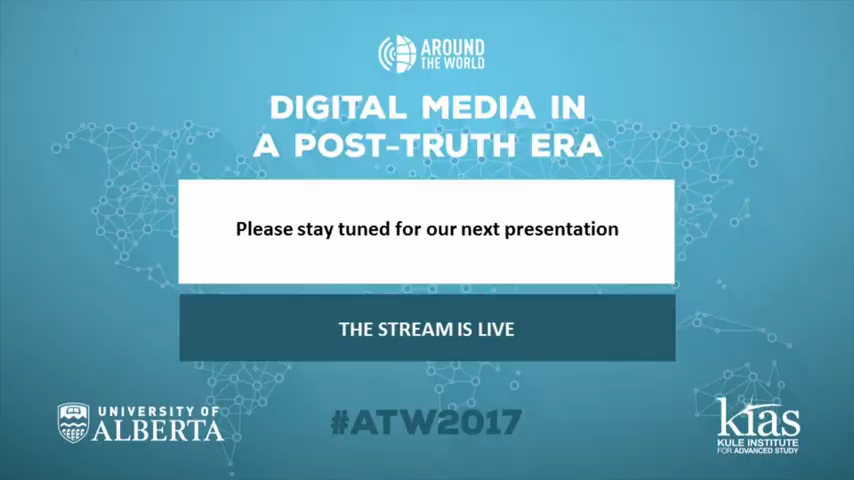 AROUND
THE WORLD
DIGITAL MEDIA IN
A POST-TRUTH ERA
Please stay tuned for our next presentation
THE STREAM IS LIVE
UNIVERSITY OF
ALBERTA
#ATW2017
kias
KULE INSTITUTE
FOR ADVANCED STUDY